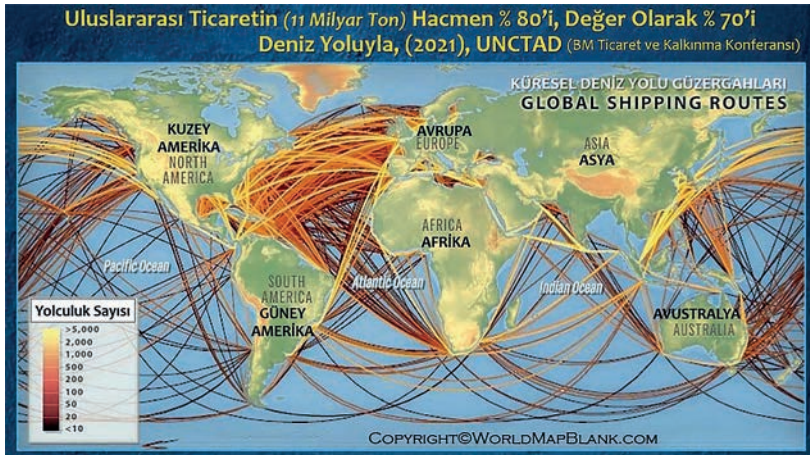 Uluslararası Ticaretin (11 Milyar Ton) Hacmen % 80'i, Değer Olarak % 70'i
Deniz Yoluyla, (2021), UNCTAD (BM Ticaret ve Kalkınma Konferansı)
KÜRESEL DENİZ YOLU GÜZERGAHLARI
GLOBAL SHIPPING ROUTES
KUZEY
AMERİKA
NORTH
AMERICA
AVRUPA
EUROPE
ASIA
ASYA
AFRICA
AFRİKA
Pacific Ocean
Atlantic Ocean
Indian Ocean
SOUTH
AMERICA
GÜNEY
AMERİKA
AVUSTRALYA
AUSTRALIA
Yolculuk Sayısı
>5,000
2,000
1,000
500
200
100
50
20
<10
COPYRIGHT©WORLDMAPBLANK.COM